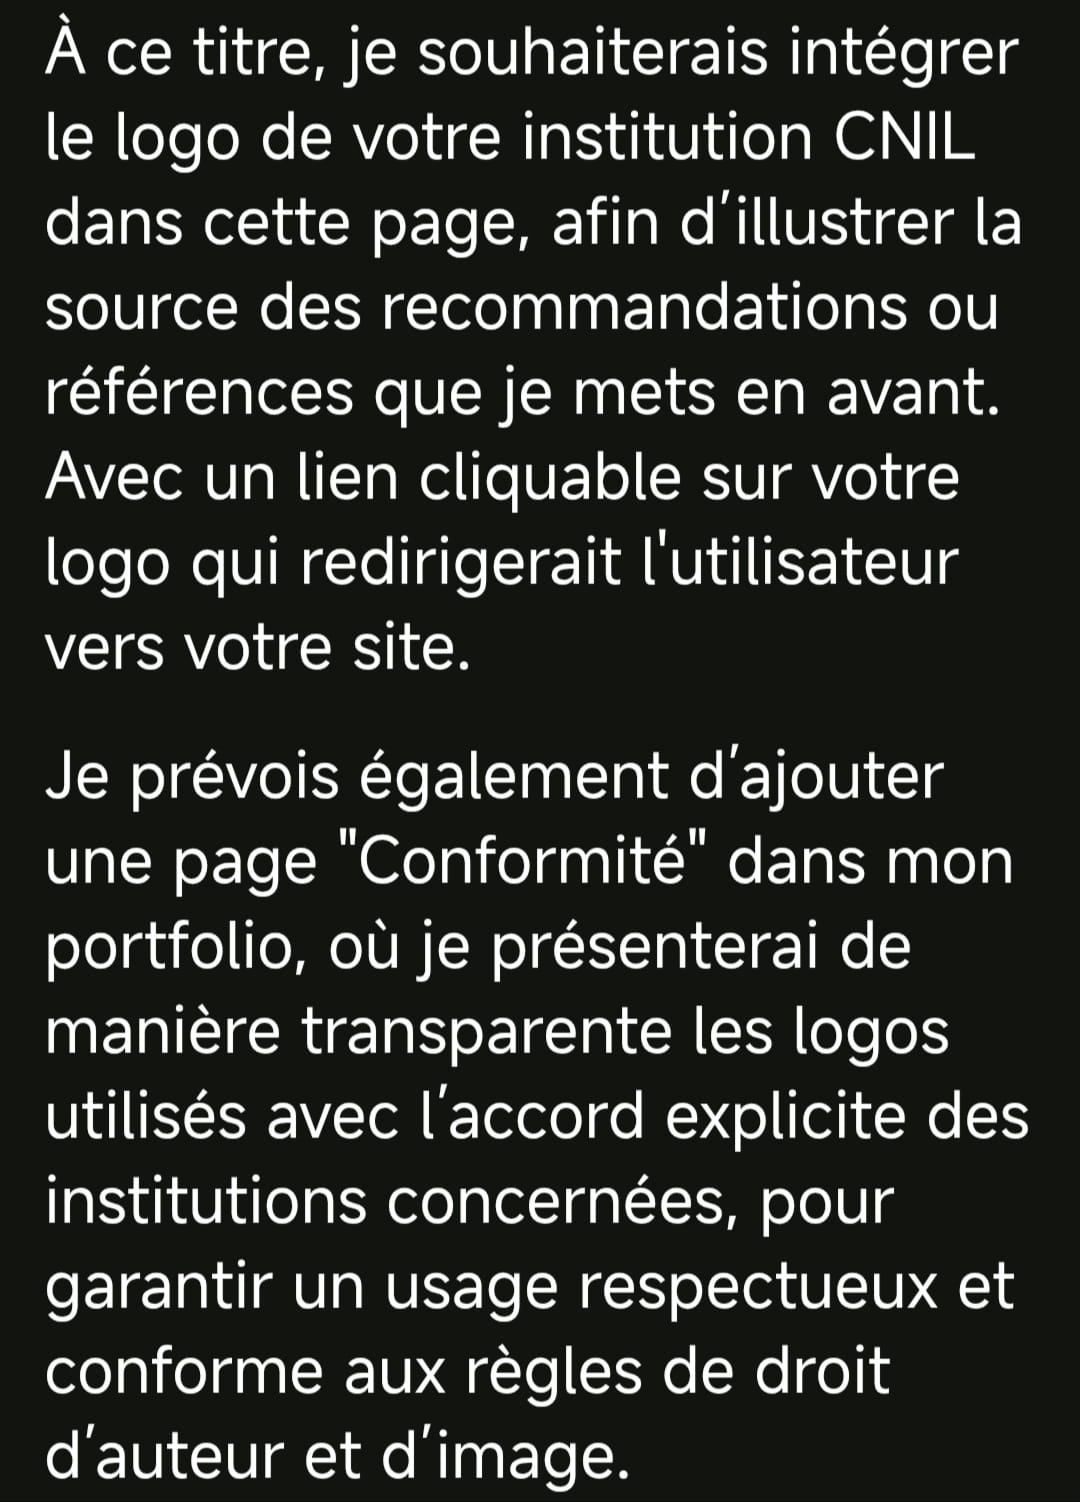 À ce titre, je souhaiterais intégrer
le logo de votre institution CNIL
dans cette page, afin d’illustrer la
source des recommandations ou
références que je mets en avant.
Avec un lien cliquable sur votre
logo qui redirigerait l'utilisateur
vers votre site.
Je prévois également d’ajouter
une page "Conformité" dans mon
portfolio, où je présenterai de
manière transparente les logos
utilisés avec l’accord explicite des
institutions concernées, pour
garantir un usage respectueux et
conforme aux règles de droit
d’auteur et d’image.